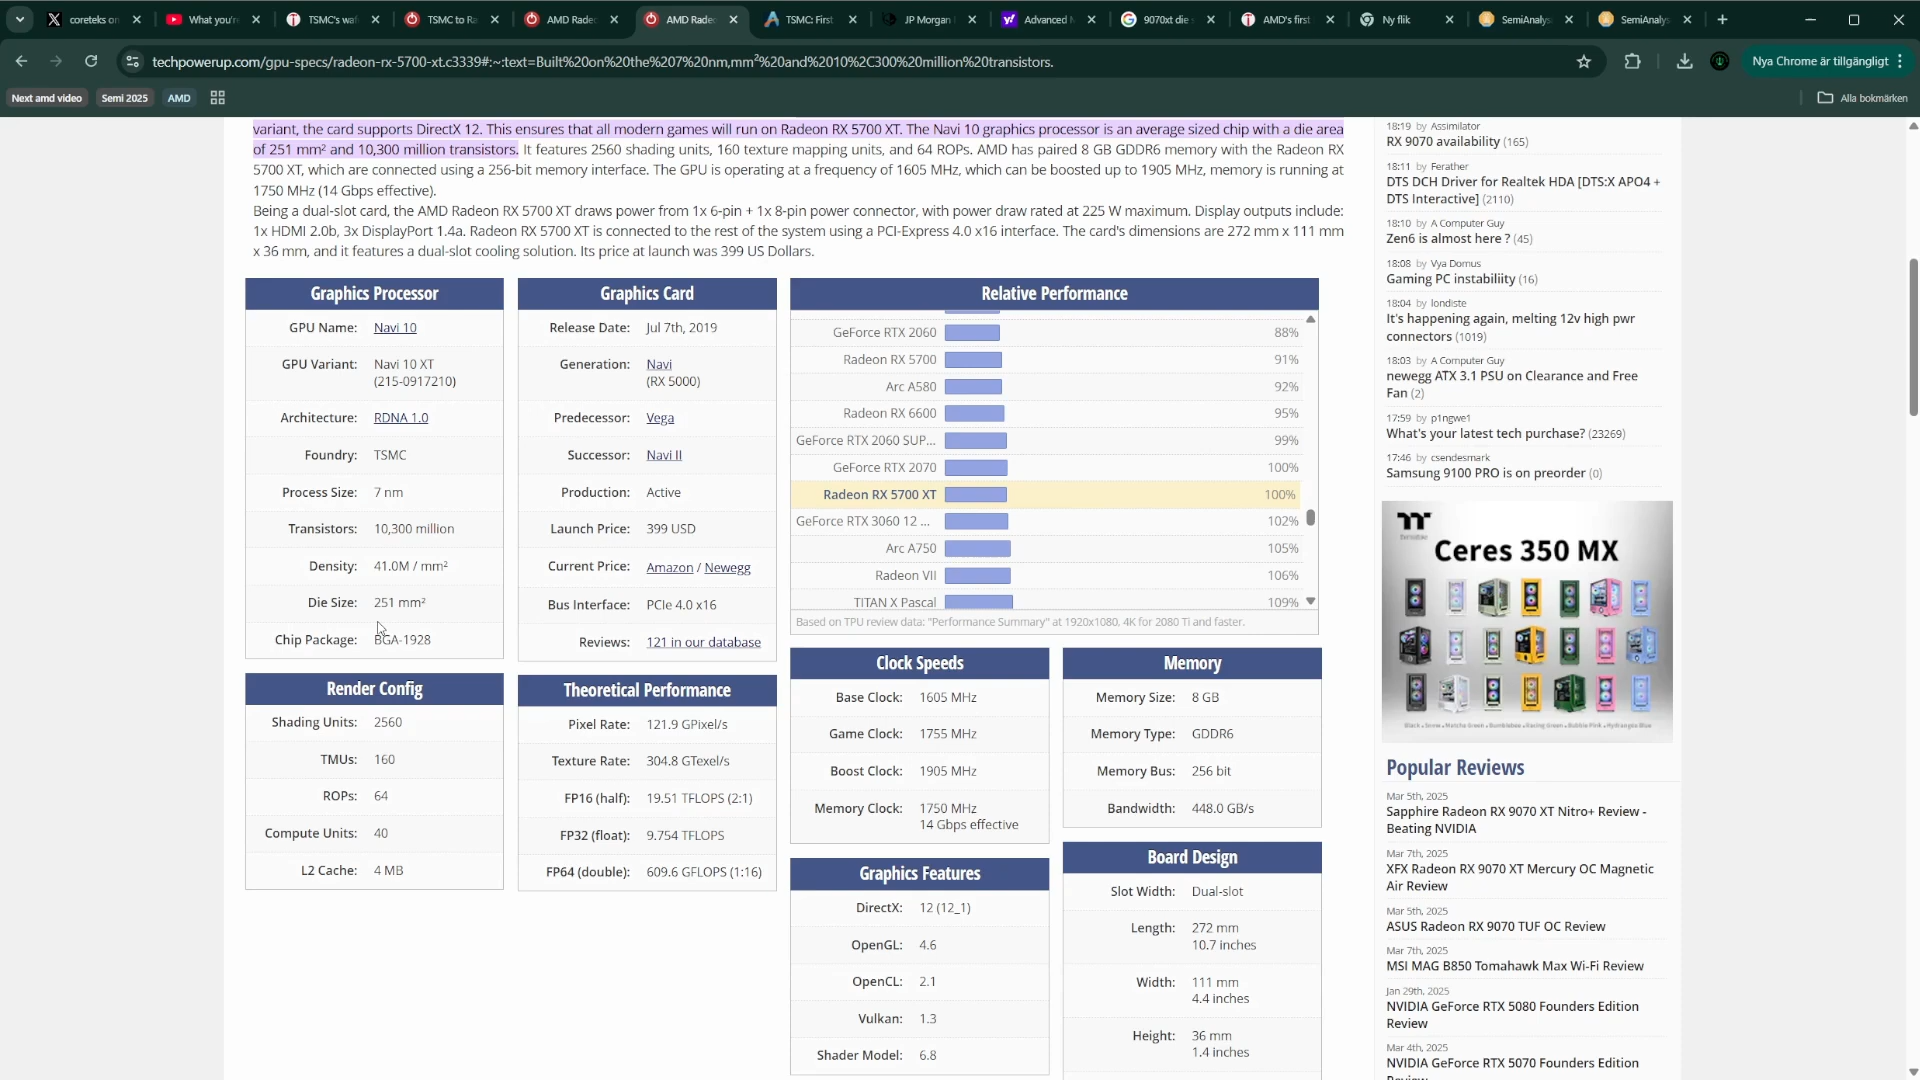 coreteks on
What you're
TSMC's waf
TSMC to Ra
AMD Rade
AMD Rade
TSMC: First
JP Morgan
Advanced
9070xt die s
AMD's first
Ny flik
SemiAnalys
SemiAnalys
techpowerup.com/gpu-specs/radeon-rx-5700-xt.c3339#:~:text=Built%20on%20the%207%20nm,mm²%20and%2010%2C300%20million%20transistors.
Nya Chrome är tillgängligt
Next amd video
Semi 2025
AMD
Alla bokmärken
variant, the card supports DirectX 12. This ensures that all modern games will run on Radeon RX 5700 XT. The Navi 10 graphics processor is an average sized chip with a die area
of 251 mm² and 10,300 million transistors. It features 2560 shading units, 160 texture mapping units, and 64 ROPs. AMD has paired 8 GB GDDR6 memory with the Radeon RX
5700 XT, which are connected using a 256-bit memory interface. The GPU is operating at a frequency of 1605 MHz, which can be boosted up to 1905 MHz, memory is running at
1750 MHz (14 Gbps effective).
Being a dual-slot card, the AMD Radeon RX 5700 XT draws power from 1x 6-pin + 1x 8-pin power connector, with power draw rated at 225 W maximum. Display outputs include:
1x HDMI 2.0b, 3x DisplayPort 1.4a. Radeon RX 5700 XT is connected to the rest of the system using a PCI-Express 4.0 x16 interface. The card's dimensions are 272 mm x 111 mm
x 36 mm, and it features a dual-slot cooling solution. Its price at launch was 399 US Dollars.
Graphics Processor
GPU Name: Navi 10
GPU Variant: Navi 10 XT
(215-0917210)
Architecture: RDNA 1.0
Foundry: TSMC
Process Size: 7 nm
Transistors: 10,300 million
Density: 41.0M / mm²
Die Size: 251 mm²
Chip Package: BGA-1928
Graphics Card
Release Date: Jul 7th, 2019
Generation: Navi
(RX 5000)
Predecessor: Vega
Successor: Navi II
Production: Active
Launch Price: 399 USD
Current Price: Amazon / Newegg
Bus Interface: PCIe 4.0 x16
Reviews: 121 in our database
Relative Performance
GeForce RTX 2060 88%
Radeon RX 5700 91%
Arc A580 92%
Radeon RX 6600 95%
GeForce RTX 2060 SUP... 99%
GeForce RTX 2070 100%
Radeon RX 5700 XT 100%
GeForce RTX 3060 12 ... 102%
Arc A750 105%
Radeon VII 106%
TITAN X Pascal 109%
Based on TPU review data: "Performance Summary" at 1920x1080, 4K for 2080 Ti and faster.
Render Config
Shading Units: 2560
TMUs: 160
ROPs: 64
Compute Units: 40
L2 Cache: 4 MB
Theoretical Performance
Pixel Rate: 121.9 GPixel/s
Texture Rate: 304.8 GTexel/s
FP16 (half): 19.51 TFLOPS (2:1)
FP32 (float): 9.754 TFLOPS
FP64 (double): 609.6 GFLOPS (1:16)
Clock Speeds
Base Clock: 1605 MHz
Game Clock: 1755 MHz
Boost Clock: 1905 MHz
Memory Clock: 1750 MHz
14 Gbps effective
Memory
Memory Size: 8 GB
Memory Type: GDDR6
Memory Bus: 256 bit
Bandwidth: 448.0 GB/s
Graphics Features
DirectX: 12 (12_1)
OpenGL: 4.6
OpenCL: 2.1
Vulkan: 1.3
Shader Model: 6.8
Board Design
Slot Width: Dual-slot
Length: 272 mm
10.7 inches
Width: 111 mm
4.4 inches
Height: 36 mm
1.4 inches
18:19 by Assimilator
RX 9070 availability (165)
18:11 by Ferather
DTS DCH Driver for Realtek HDA [DTS:X APO4 +
DTS Interactive] (2110)
18:10 by A Computer Guy
Zen6 is almost here ? (45)
18:08 by Vya Domus
Gaming PC instabiliity (16)
18:04 by londiste
It's happening again, melting 12v high pwr
connectors (1019)
18:03 by A Computer Guy
newegg ATX 3.1 PSU on Clearance and Free
Fan (2)
17:59 by p1ngwe1
What's your latest tech purchase? (23269)
17:46 by csendesmark
Samsung 9100 PRO is on preorder (0)
Ceres 350 MX
Popular Reviews
Mar 5th, 2025
Sapphire Radeon RX 9070 XT Nitro+ Review -
Beating NVIDIA
Mar 7th, 2025
XFX Radeon RX 9070 XT Mercury OC Magnetic
Air Review
Mar 5th, 2025
ASUS Radeon RX 9070 TUF OC Review
Mar 7th, 2025
MSI MAG B850 Tomahawk Max Wi-Fi Review
Jan 29th, 2025
NVIDIA GeForce RTX 5080 Founders Edition
Review
Mar 4th, 2025
NVIDIA GeForce RTX 5070 Founders Edition